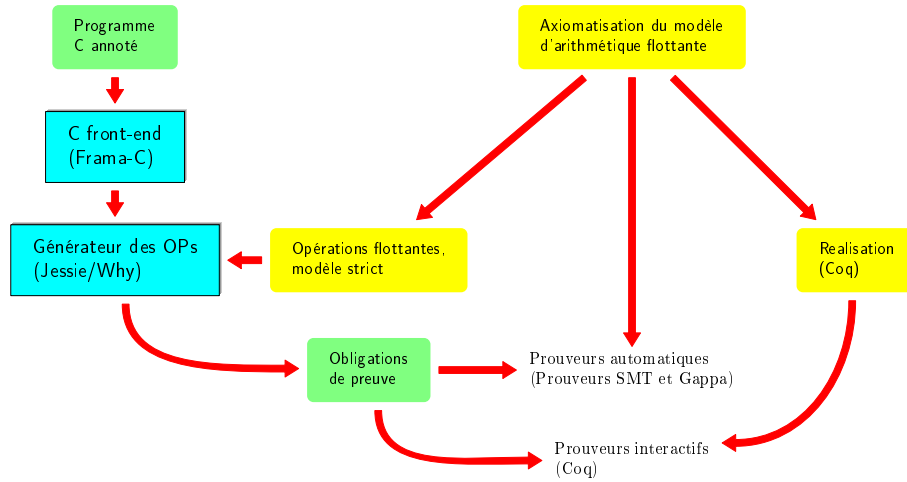 Programme
C annoté
Axiomatisation du modèle
d'arithmétique flottante
C front-end
(Frama-C)
Générateur des OPs
(Jessie/Why)
Opérations flottantes,
modèle strict
Realisation
(Coq)
Obligations
de preuve
Prouveurs automatiques
(Prouveurs SMT et Gappa)
Prouveurs interactifs
(Coq)